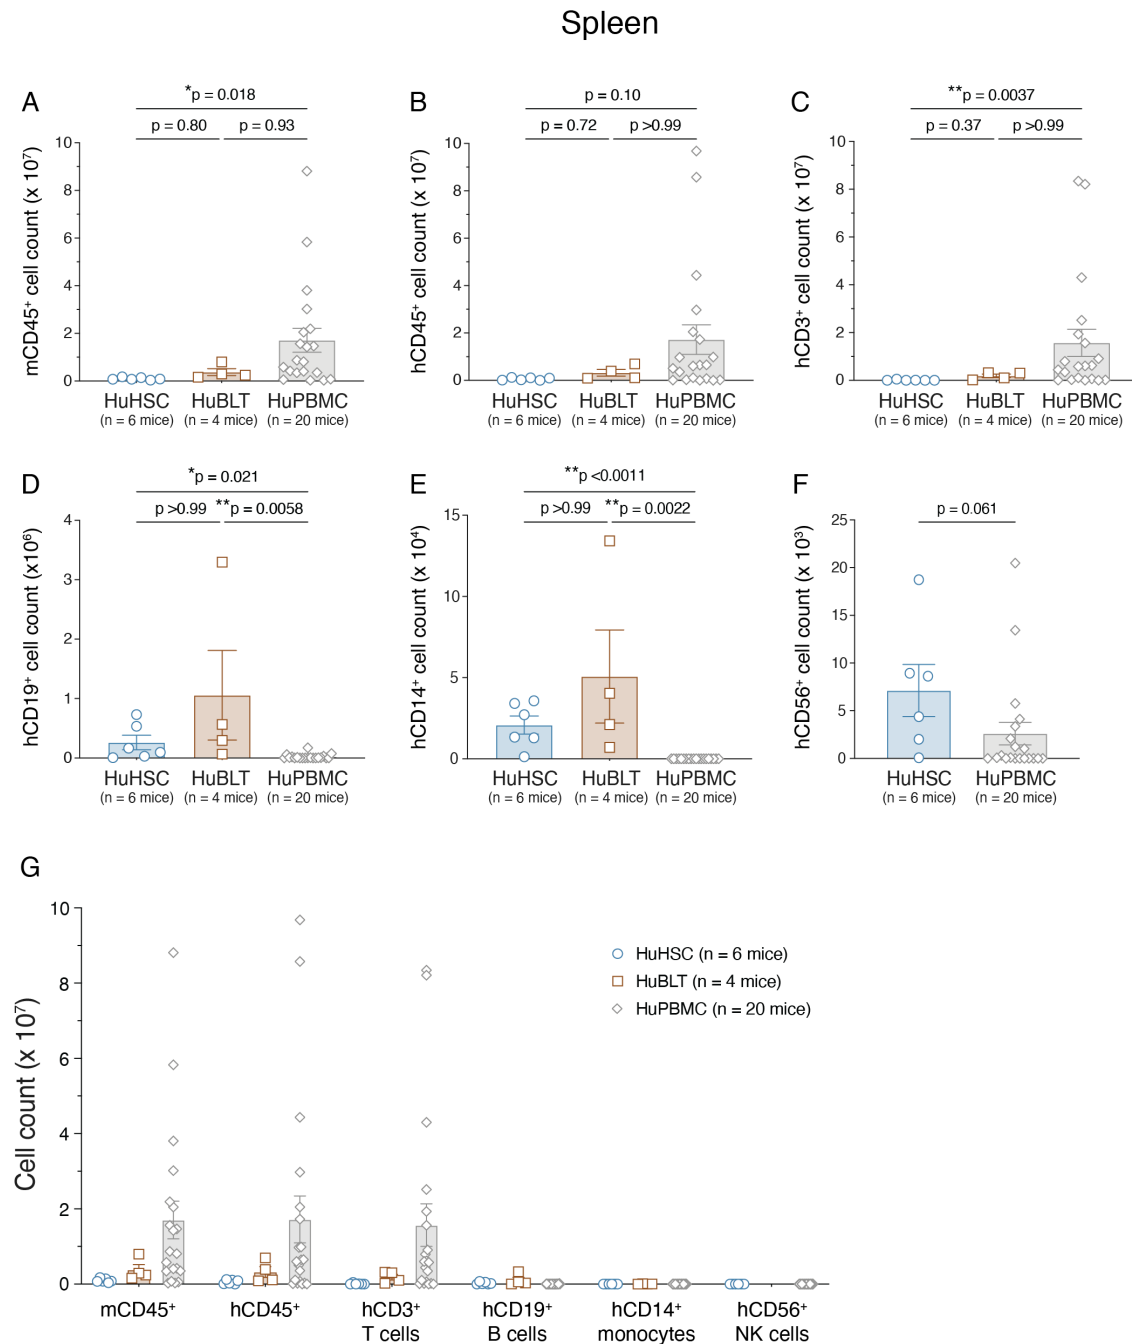 Spleen
A
*p = 0.018
p = 0.80 p = 0.93
mCD45+ cell count (x 10^7)
10
8
6
4
2
0
HuHSC HuBLT HuPBMC
(n = 6 mice) (n = 4 mice) (n = 20 mice)
B
p = 0.10
p = 0.72 p >0.99
hCD45+ cell count (x 10^7)
10
8
6
4
2
0
HuHSC HuBLT HuPBMC
(n = 6 mice) (n = 4 mice) (n = 20 mice)
C
**p = 0.0037
p = 0.37 p >0.99
hCD3+ cell count (x 10^7)
10
8
6
4
2
0
HuHSC HuBLT HuPBMC
(n = 6 mice) (n = 4 mice) (n = 20 mice)
D
*p = 0.021
p >0.99 **p = 0.0058
hCD19+ cell count (x10^6)
4
3
2
1
0
HuHSC HuBLT HuPBMC
(n = 6 mice) (n = 4 mice) (n = 20 mice)
E
**p <0.0011
p >0.99 **p = 0.0022
hCD14+ cell count (x 10^4)
15
10
5
0
HuHSC HuBLT HuPBMC
(n = 6 mice) (n = 4 mice) (n = 20 mice)
F
p = 0.061
hCD56+ cell count (x 10^3)
25
20
15
10
5
0
HuHSC HuPBMC
(n = 6 mice) (n = 20 mice)
G
Cell count (x 10^7)
10
8
6
4
2
0
HuHSC (n = 6 mice)
HuBLT (n = 4 mice)
HuPBMC (n = 20 mice)
mCD45+ hCD45+ hCD3+ hCD19+ hCD14+ hCD56+
T cells B cells monocytes NK cells